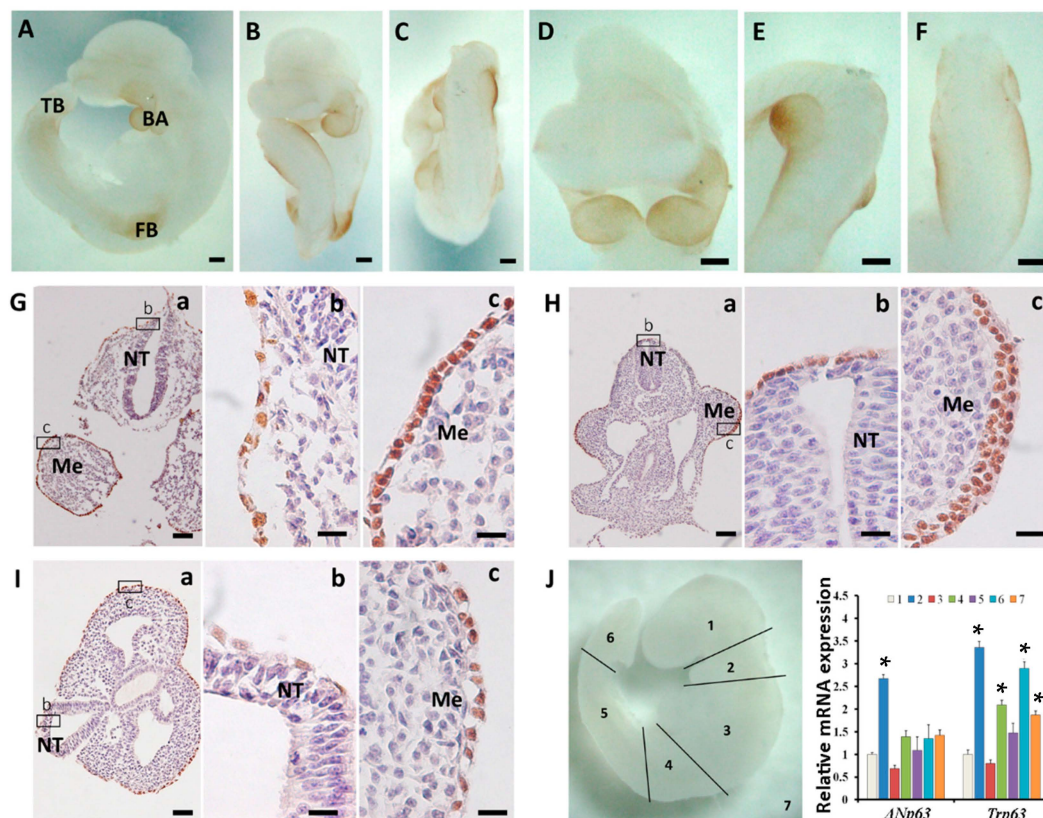 A
B
C
D
E
F
TB
BA
FB
G
a
b
c
b
NT
NT
c
Me
Me
H
a
b
c
b
NT
Me
c
Me
NT
I
a
b
c
c
b
NT
NT
Me
J
1
2
3
4
5
6
7
Relative mRNA expression
4.5
4
3.5
3
2.5
2
1.5
1
0.5
0
1 2 3 4 5 6 7
*
*
*
*
*
ΔNp63 Trp63